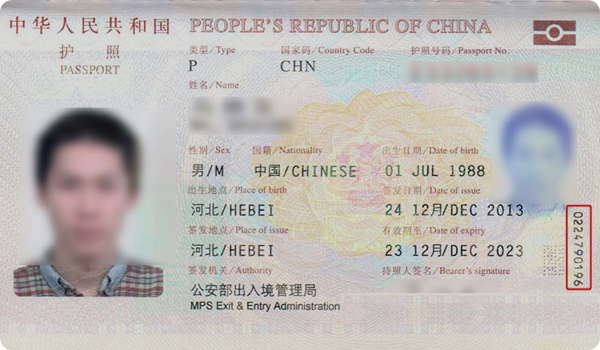 中华人民共和国 PEOPLE'S REPUBLIC OF CHINA
护照
PASSPORT
类型/Type 国家码/Country Code 护照号码/Passport No.
P CHN
姓名/Name
性别/Sex 国籍/Nationality 出生日期/Date of birth
男/M 中国/CHINESE 01 JUL 1988
出生地点/Place of birth 签发日期/Date of issue
河北/HEBEI 24 12月/DEC 2013
签发地点/Place of issue 有效期至/Date of expiry
河北/HEBEI 23 12月/DEC 2023
签发机关/Authority 持照人签名/Bearer's signature
公安部出入境管理局
MPS Exit & Entry Administration
0224790196